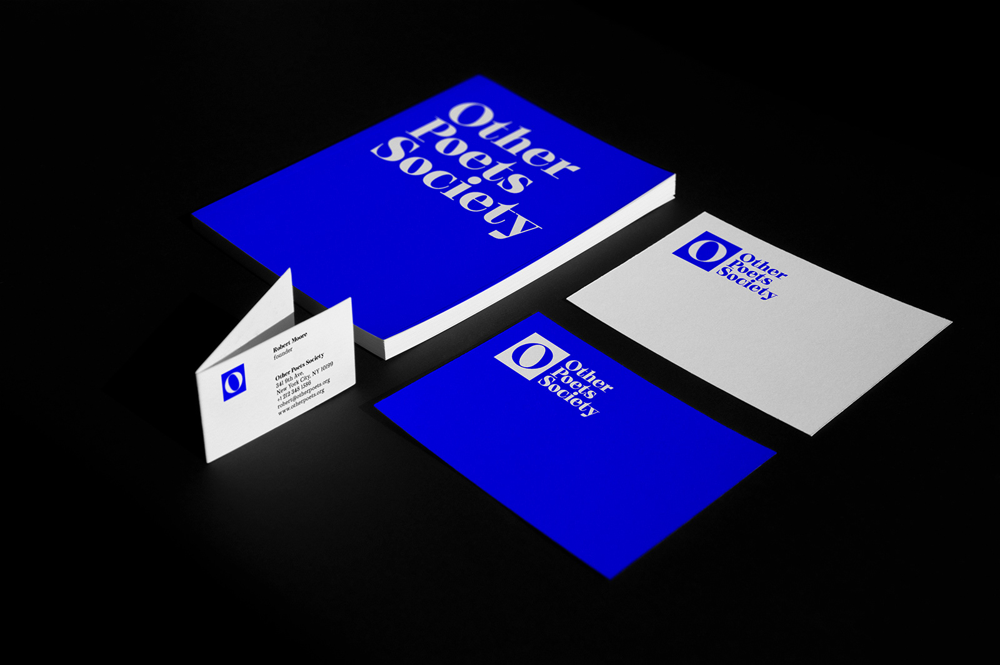 Other
Poets
Society
O
Other
Poets
Society
O
Other
Poets
Society
O
Robert Moore
founder
Other Poets Society
341 9th Ave,
New York City, NY 10199
+1 212 348 1586
robert@otherpoets.org
www.otherpoets.org